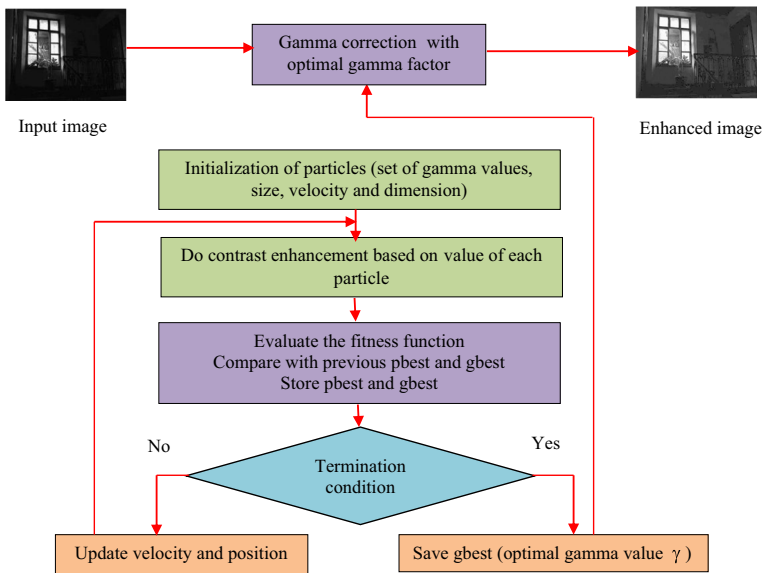 Gamma correction with
optimal gamma factor
Input image
Enhanced image
Initialization of particles (set of gamma values,
size, velocity and dimension)
Do contrast enhancement based on value of each
particle
Evaluate the fitness function
Compare with previous pbest and gbest
Store pbest and gbest
No
Yes
Termination
condition
Update velocity and position
Save gbest (optimal gamma value γ )